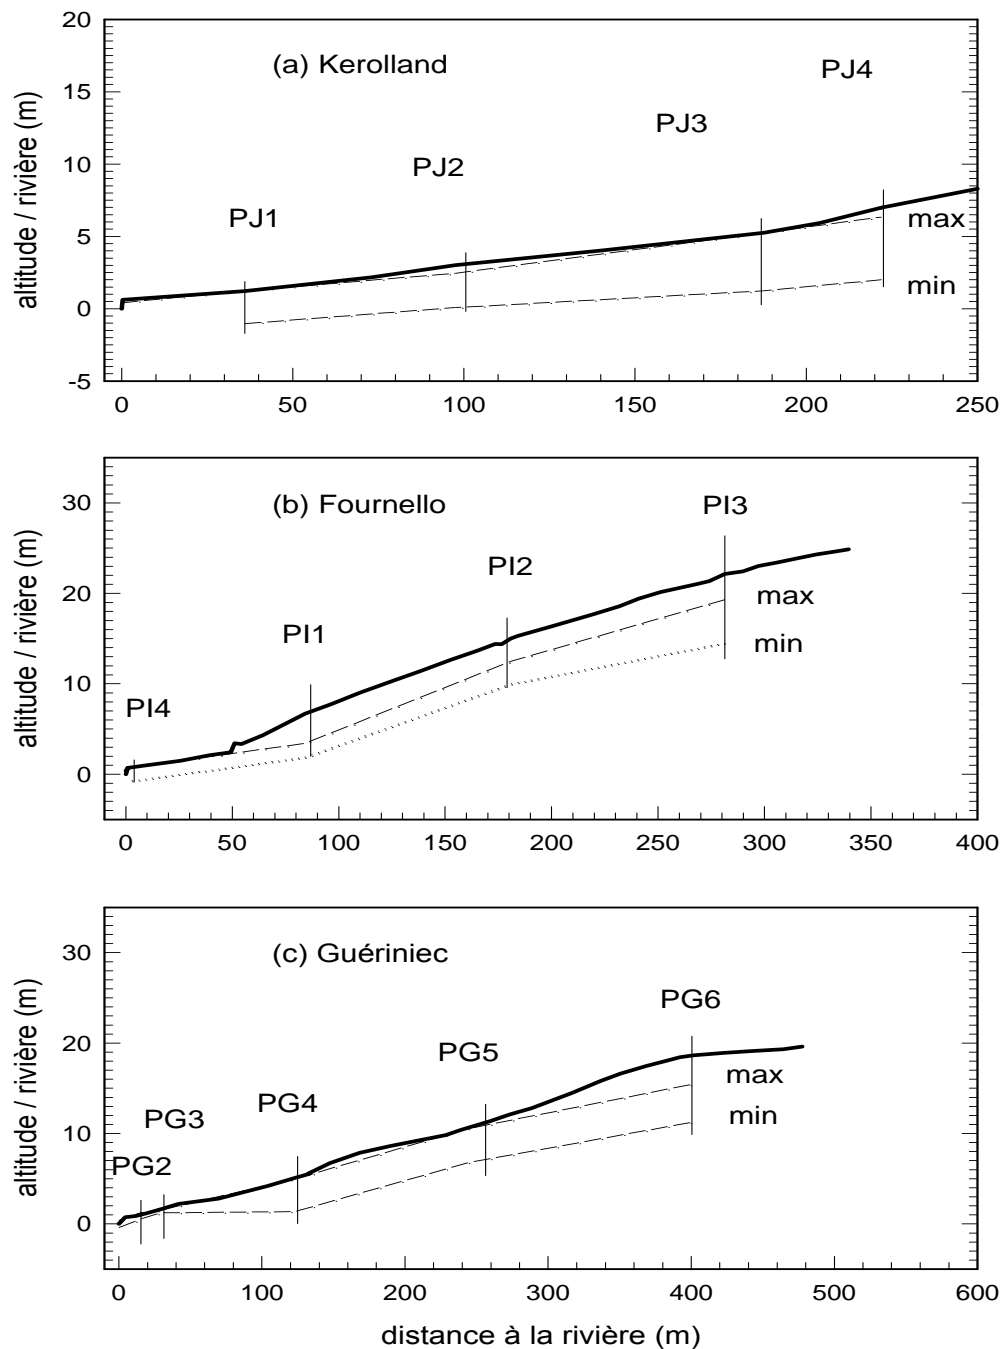 20
(a) Kerolland
PJ4
15
PJ3
altitude / rivière (m)
10
PJ2
PJ1
max
5
min
0
-5
0 50 100 150 200 250
30
(b) Fournello
PI3
PI2
altitude / rivière (m)
20
max
PI1
min
10
PI4
0
0 50 100 150 200 250 300 350 400
30
(c) Guériniec
PG6
altitude / rivière (m)
20
PG5
max
PG4
min
PG3
10
PG2
0
0 100 200 300 400 500 600
distance à la rivière (m)